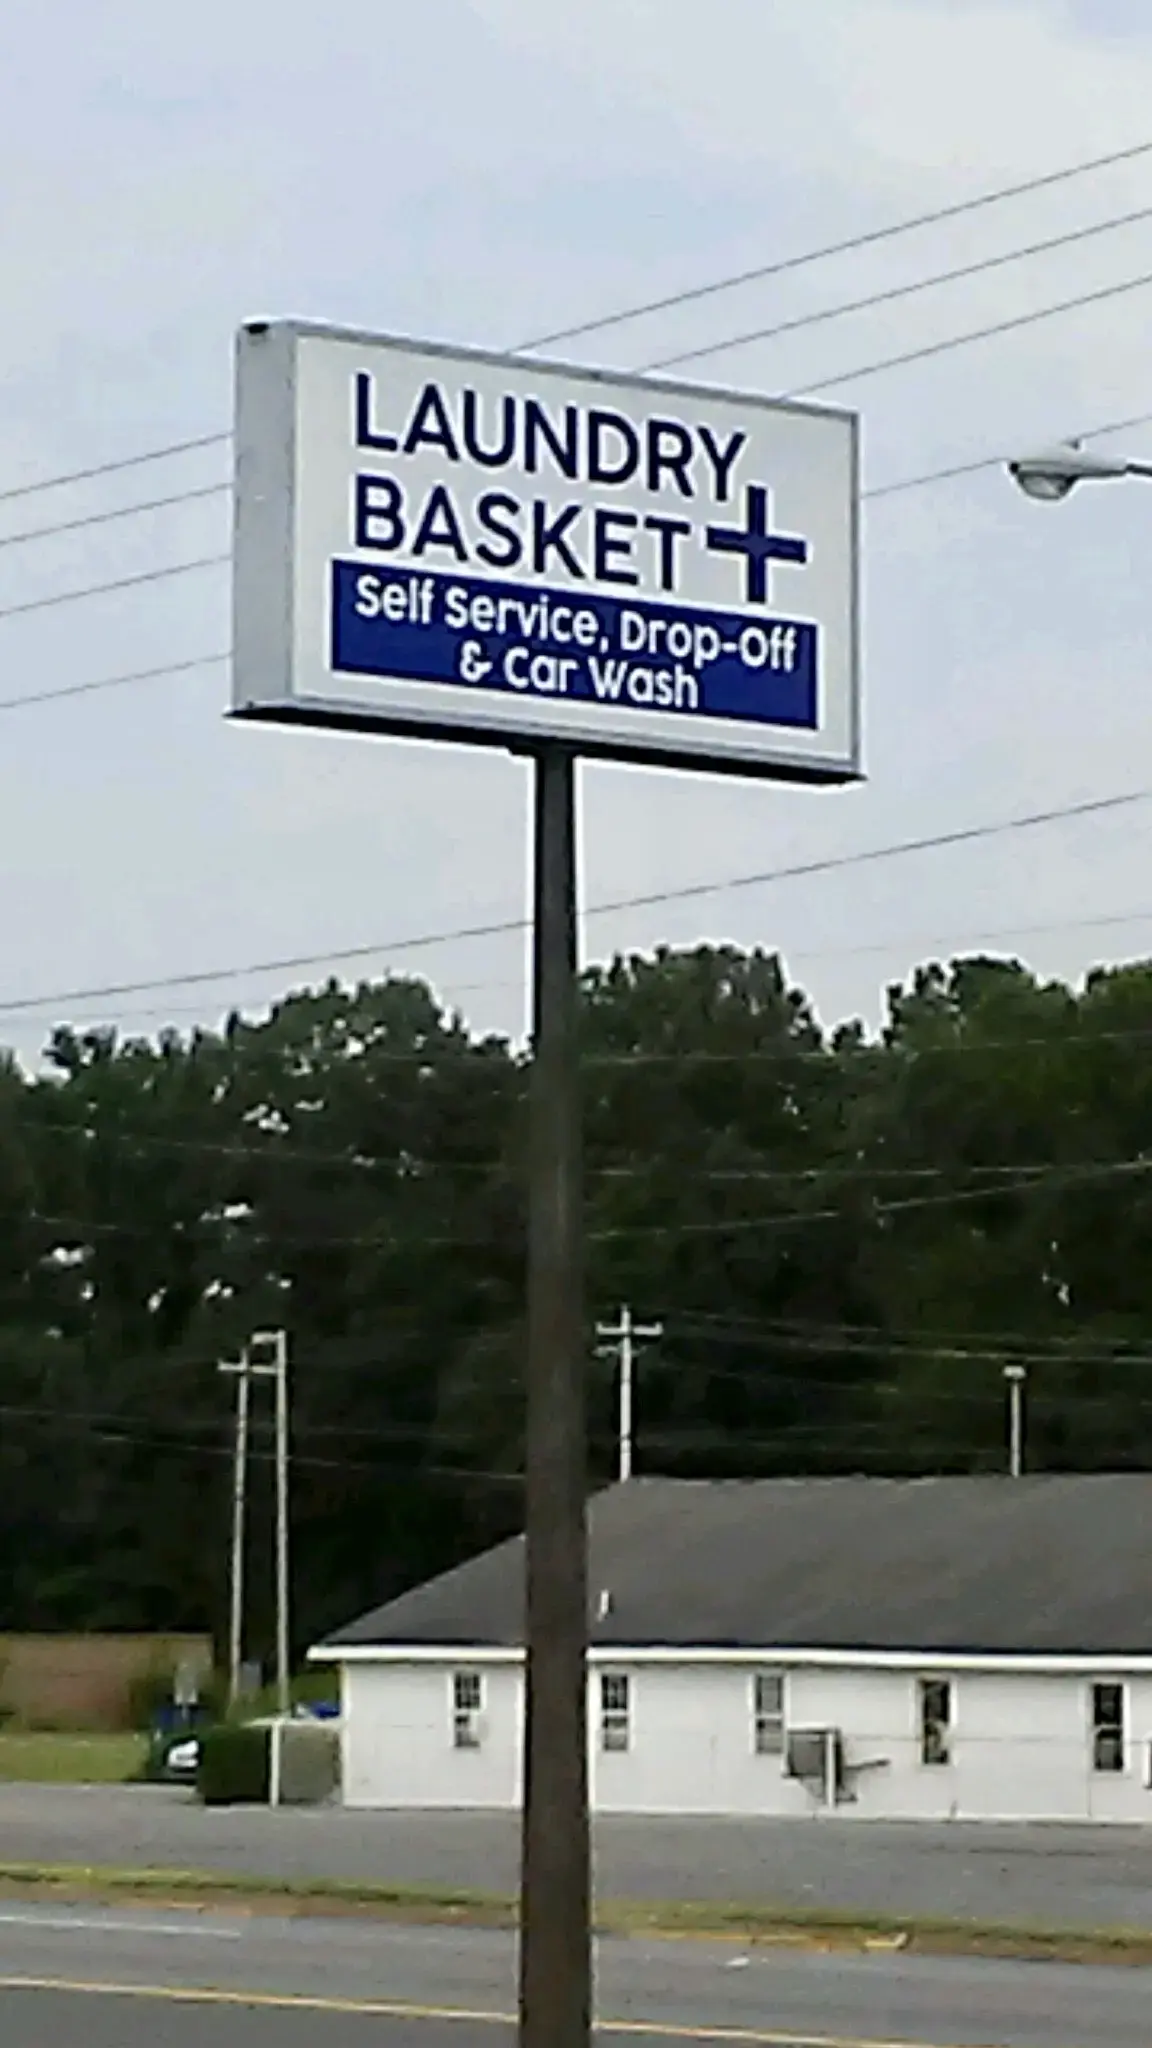 LAUNDRY
BASKET +
Self Service, Drop-Off
& Car Wash